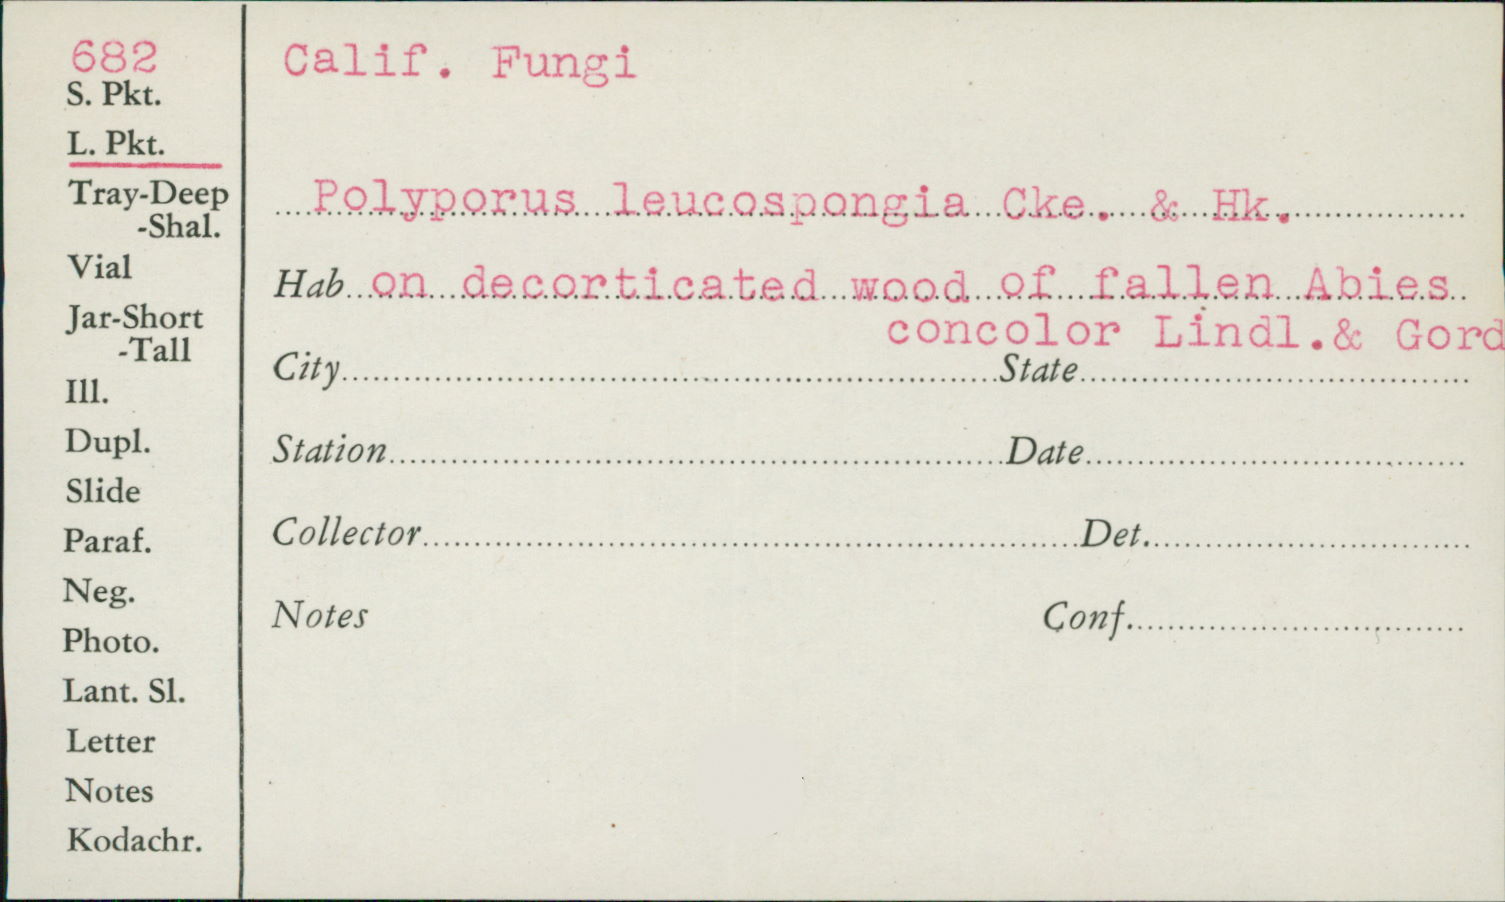 682
S. Pkt.
L. Pkt.
Tray-Deep
-Shal.
Vial
Jar-Short
-Tall
Ill.
Dupl.
Slide
Paraf.
Neg.
Photo.
Lant. Sl.
Letter
Notes
Kodachr.
Calif. Fungi
Polyporus leucospongia Cke. & Hk.
Hab on decorticated wood of fallen Abies
concolor Lindl.& Gord
City State
Station Date
Collector Det.
Notes Conf.